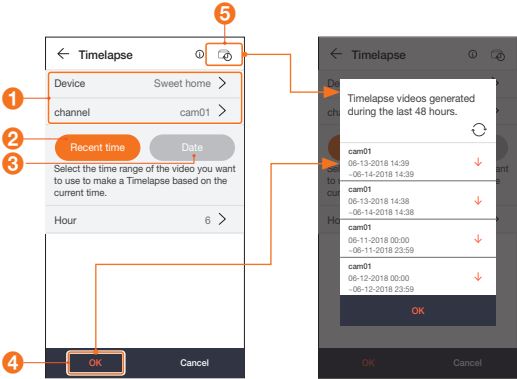 5
Timelapse
1
Device Sweet home
channel cam01
2
Recent time Date
3
Select the time range of the video you want
to use to make a Timelapse based on the
current time.
Hour 6
4
OK Cancel
Timelapse
Timelapse videos generated
during the last 48 hours.
cam01
06-13-2018 14:39
~06-14-2018 14:39
cam01
06-13-2018 14:38
~06-14-2018 14:38
cam01
06-11-2018 00:00
~06-11-2018 23:59
cam01
06-12-2018 00:00
~06-12-2018 23:59
OK
OK Cancel